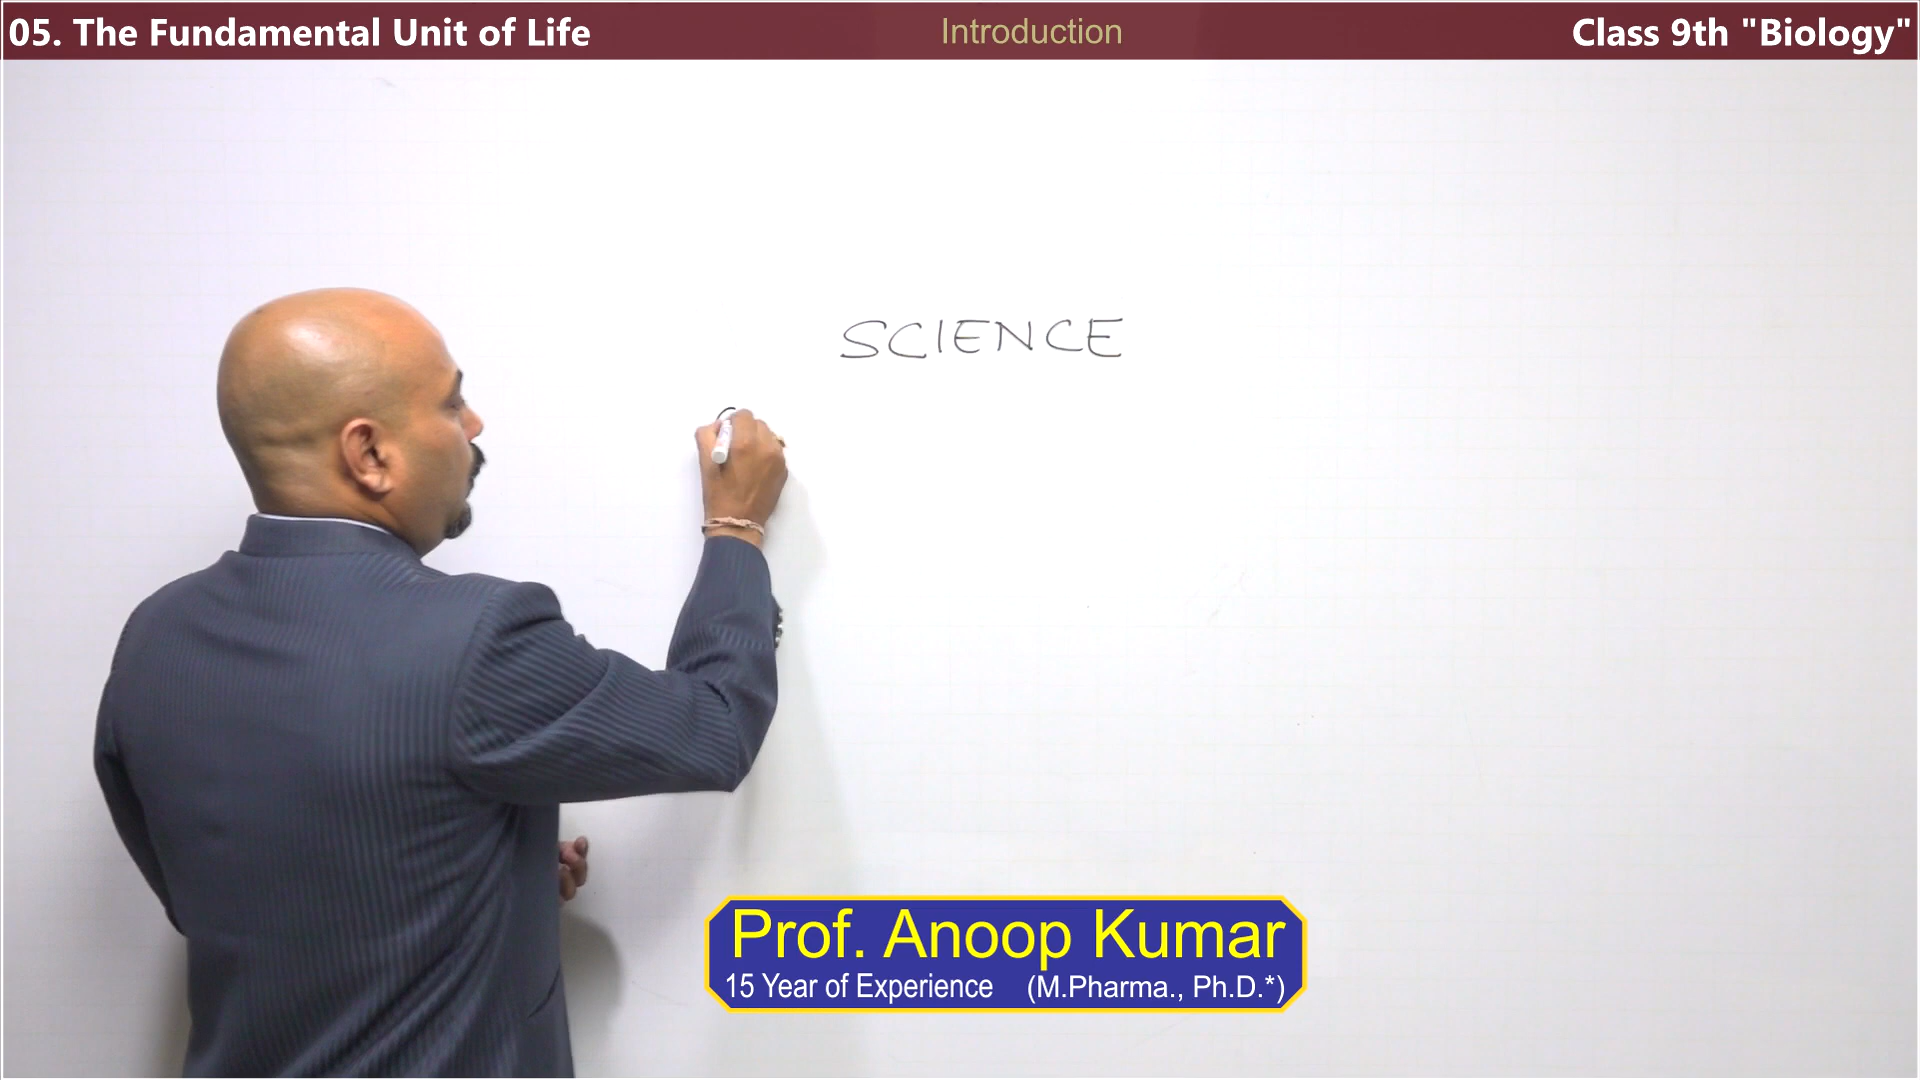 05. The Fundamental Unit of Life
Introduction
Class 9th "Biology"
SCIENCE
Prof. Anoop Kumar
15 Year of Experience (M.Pharma., Ph.D.*)